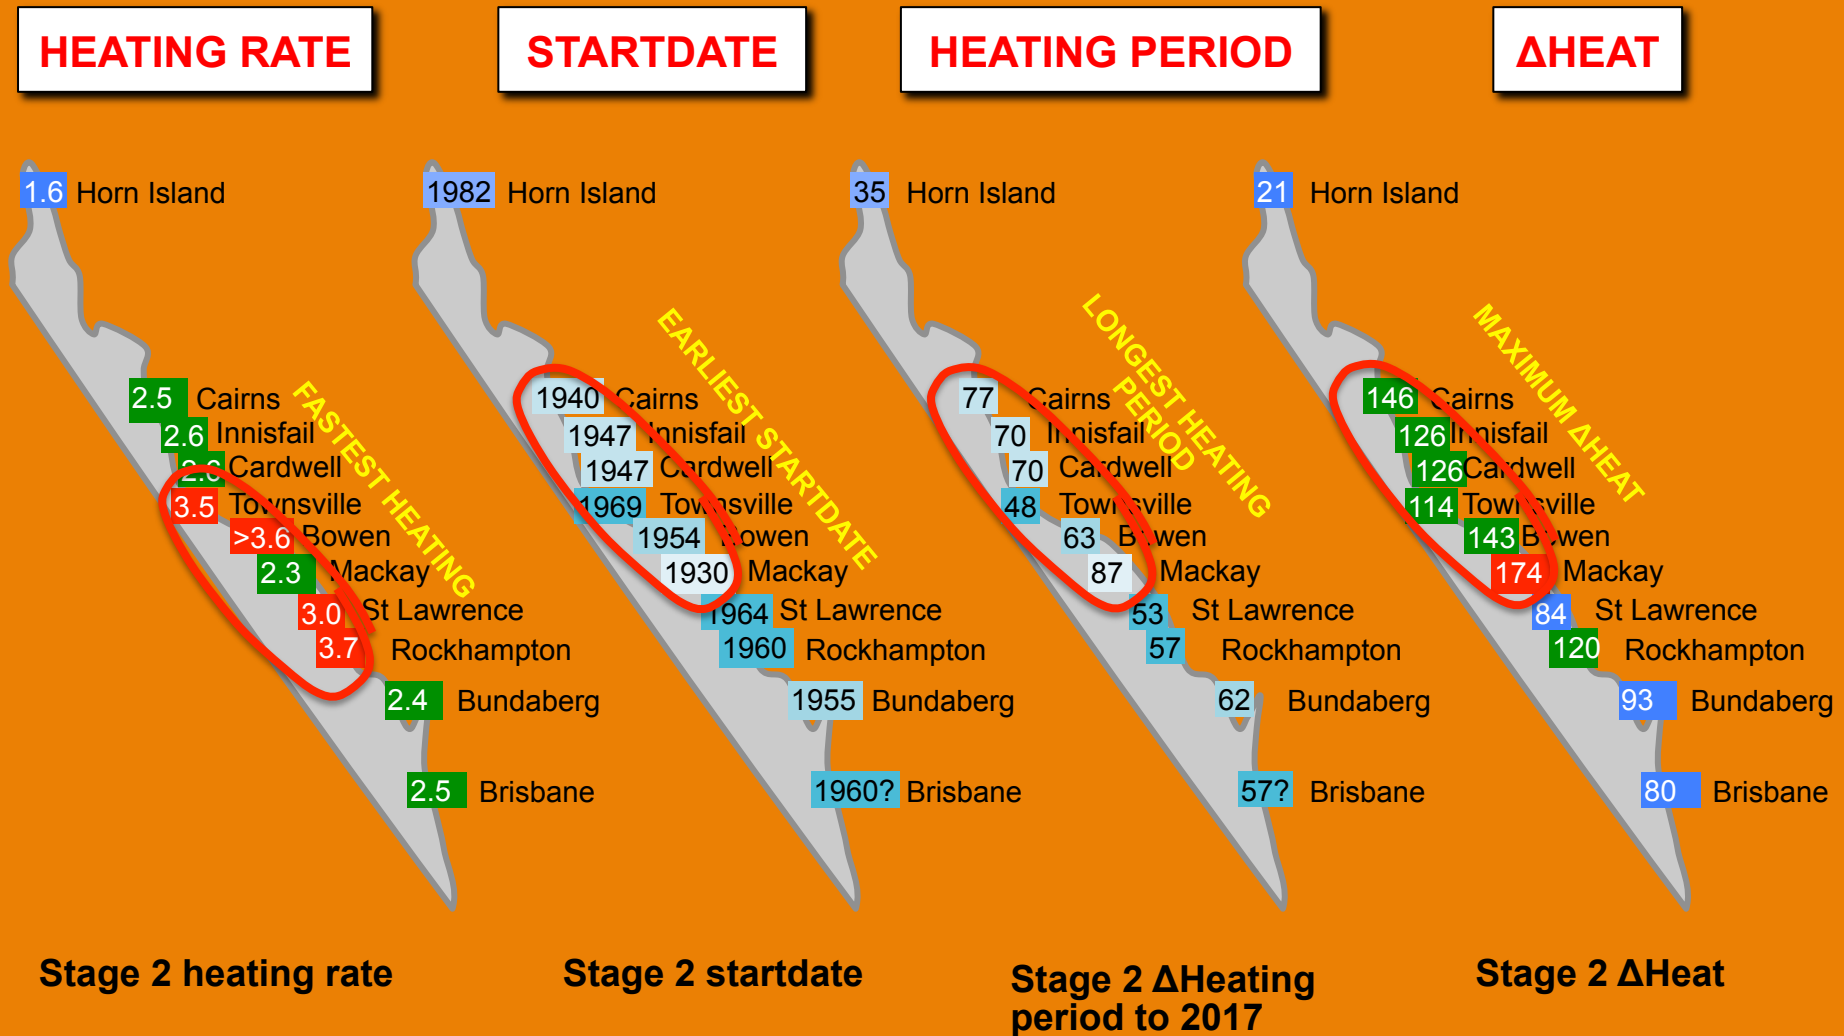 HEATING RATE
STARTDATE
HEATING PERIOD
ΔHEAT
1.6 Horn Island
2.5 Cairns
2.6 Innisfail
2.6 Cardwell
3.5 Townsville
>3.6 Bowen
2.3 Mackay
3.0 St Lawrence
3.7 Rockhampton
2.4 Bundaberg
2.5 Brisbane
FASTEST HEATING
Stage 2 heating rate
1982 Horn Island
1940 Cairns
1947 Innisfail
1947 Cardwell
1969 Townsville
1954 Bowen
1930 Mackay
1964 St Lawrence
1960 Rockhampton
1955 Bundaberg
1960? Brisbane
EARLIEST STARTDATE
Stage 2 startdate
35 Horn Island
77 Cairns
70 Innisfail
70 Cardwell
48 Townsville
63 Bowen
87 Mackay
53 St Lawrence
57 Rockhampton
62 Bundaberg
57? Brisbane
LONGEST HEATING
PERIOD
Stage 2 ΔHeating
period to 2017
21 Horn Island
146 Cairns
126 Innisfail
126 Cardwell
114 Townsville
143 Bowen
174 Mackay
84 St Lawrence
120 Rockhampton
93 Bundaberg
80 Brisbane
MAXIMUM ΔHEAT
Stage 2 ΔHeat